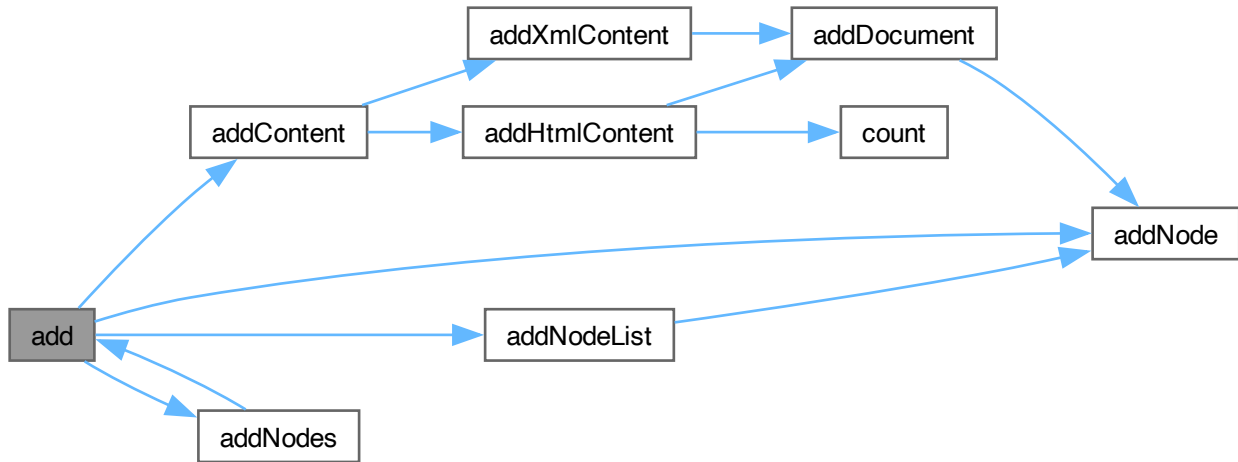 addXmlContent
addDocument
addContent
addHtmlContent
count
addNode
add
addNodeList
addNodes